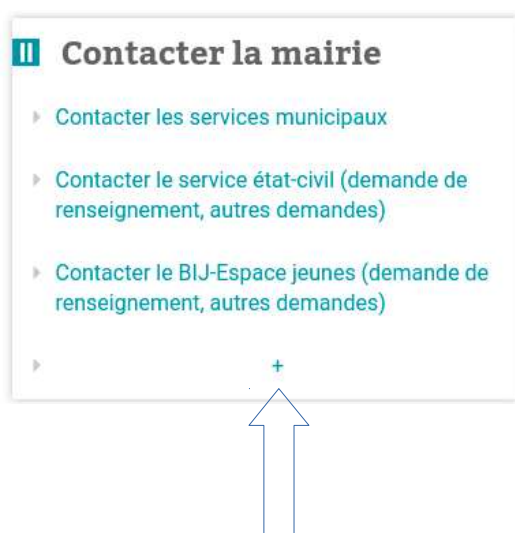 Contacter la mairie
Contacter les services municipaux
Contacter le service état-civil (demande de
renseignement, autres demandes)
Contacter le BIJ-Espace jeunes (demande de
renseignement, autres demandes)
+